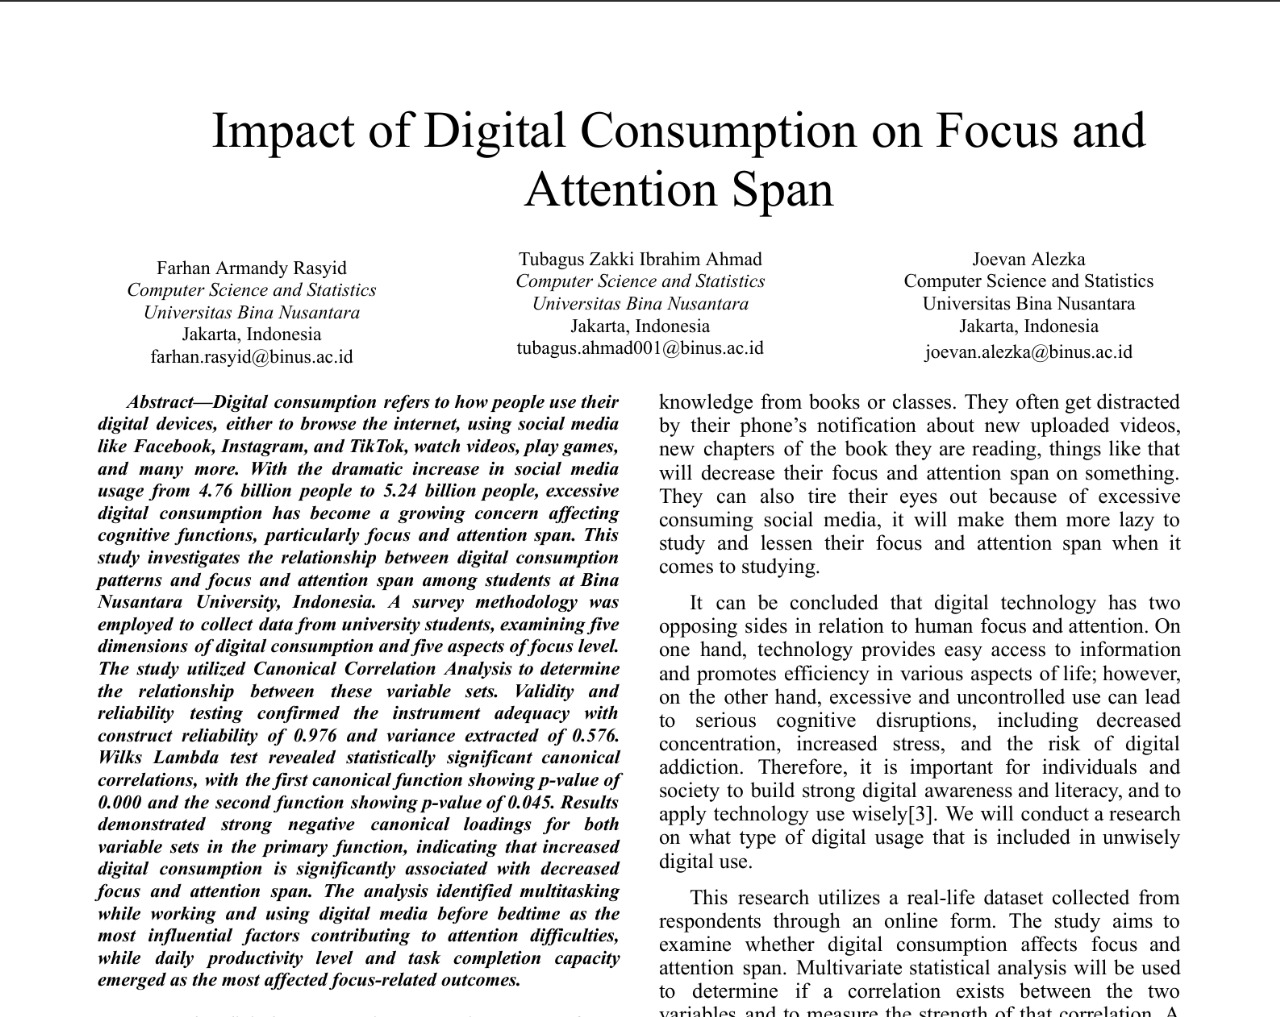 Impact of Digital Consumption on Focus and
Attention Span
Farhan Armandy Rasyid
Computer Science and Statistics
Universitas Bina Nusantara
Jakarta, Indonesia
farhan.rasyid@binus.ac.id
Tubagus Zakki Ibrahim Ahmad
Computer Science and Statistics
Universitas Bina Nusantara
Jakarta, Indonesia
tubagus.ahmad001@binus.ac.id
Joevan Alezka
Computer Science and Statistics
Universitas Bina Nusantara
Jakarta, Indonesia
joevan.alezka@binus.ac.id
Abstract—Digital consumption refers to how people use their
digital devices, either to browse the internet, using social media
like Facebook, Instagram, and TikTok, watch videos, play games,
and many more. With the dramatic increase in social media
usage from 4.76 billion people to 5.24 billion people, excessive
digital consumption has become a growing concern affecting
cognitive functions, particularly focus and attention span. This
study investigates the relationship between digital consumption
patterns and focus and attention span among students at Bina
Nusantara University, Indonesia. A survey methodology was
employed to collect data from university students, examining five
dimensions of digital consumption and five aspects of focus level.
The study utilized Canonical Correlation Analysis to determine
the relationship between these variable sets. Validity and
reliability testing confirmed the instrument adequacy with
construct reliability of 0.976 and variance extracted of 0.576.
Wilks Lambda test revealed statistically significant canonical
correlations, with the first canonical function showing p-value of
0.000 and the second function showing p-value of 0.045. Results
demonstrated strong negative canonical loadings for both
variable sets in the primary function, indicating that increased
digital consumption is significantly associated with decreased
focus and attention span. The analysis identified multitasking
while working and using digital media before bedtime as the
most influential factors contributing to attention difficulties,
while daily productivity level and task completion capacity
emerged as the most affected focus-related outcomes.
knowledge from books or classes. They often get distracted
by their phone's notification about new uploaded videos,
new chapters of the book they are reading, things like that
will decrease their focus and attention span on something.
They can also tire their eyes out because of excessive
consuming social media, it will make them more lazy to
study and lessen their focus and attention span when it
comes to studying.
It can be concluded that digital technology has two
opposing sides in relation to human focus and attention. On
one hand, technology provides easy access to information
and promotes efficiency in various aspects of life; however,
on the other hand, excessive and uncontrolled use can lead
to serious cognitive disruptions, including decreased
concentration, increased stress, and the risk of digital
addiction. Therefore, it is important for individuals and
society to build strong digital awareness and literacy, and to
apply technology use wisely[3]. We will conduct a research
on what type of digital usage that is included in unwisely
digital use.
This research utilizes a real-life dataset collected from
respondents through an online form. The study aims to
examine whether digital consumption affects focus and
attention span. Multivariate statistical analysis will be used
to determine if a correlation exists between the two
variables and to measure the strength of that correlation. A